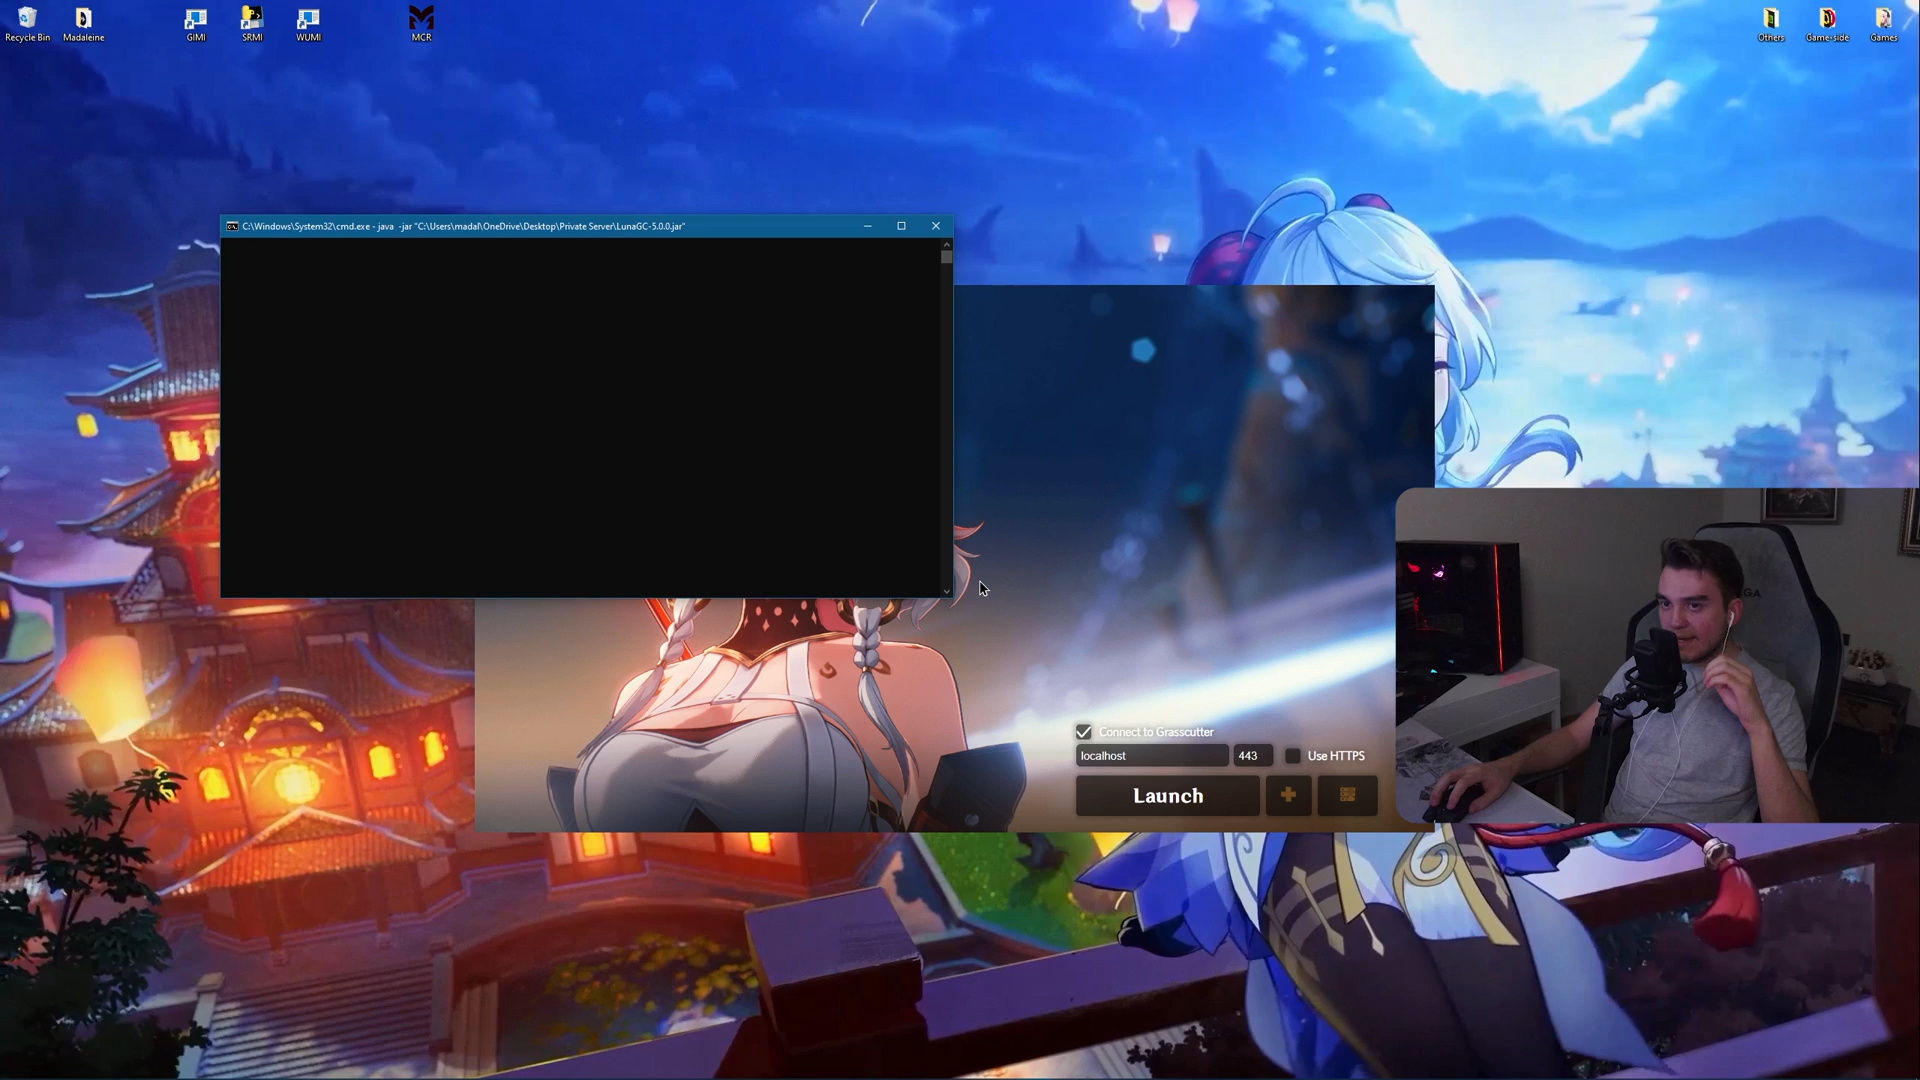 Recycle Bin
Madaleine
GIMI
SRMI
WUMI
MCR
Others
Game-side
Games
C:\Windows\System32\cmd.exe - java  -jar "C:\Users\madal\OneDrive\Desktop\Private Server\LunaGC-5.0.0.jar"
Connect to Grasscutter
localhost
443
Use HTTPS
Launch